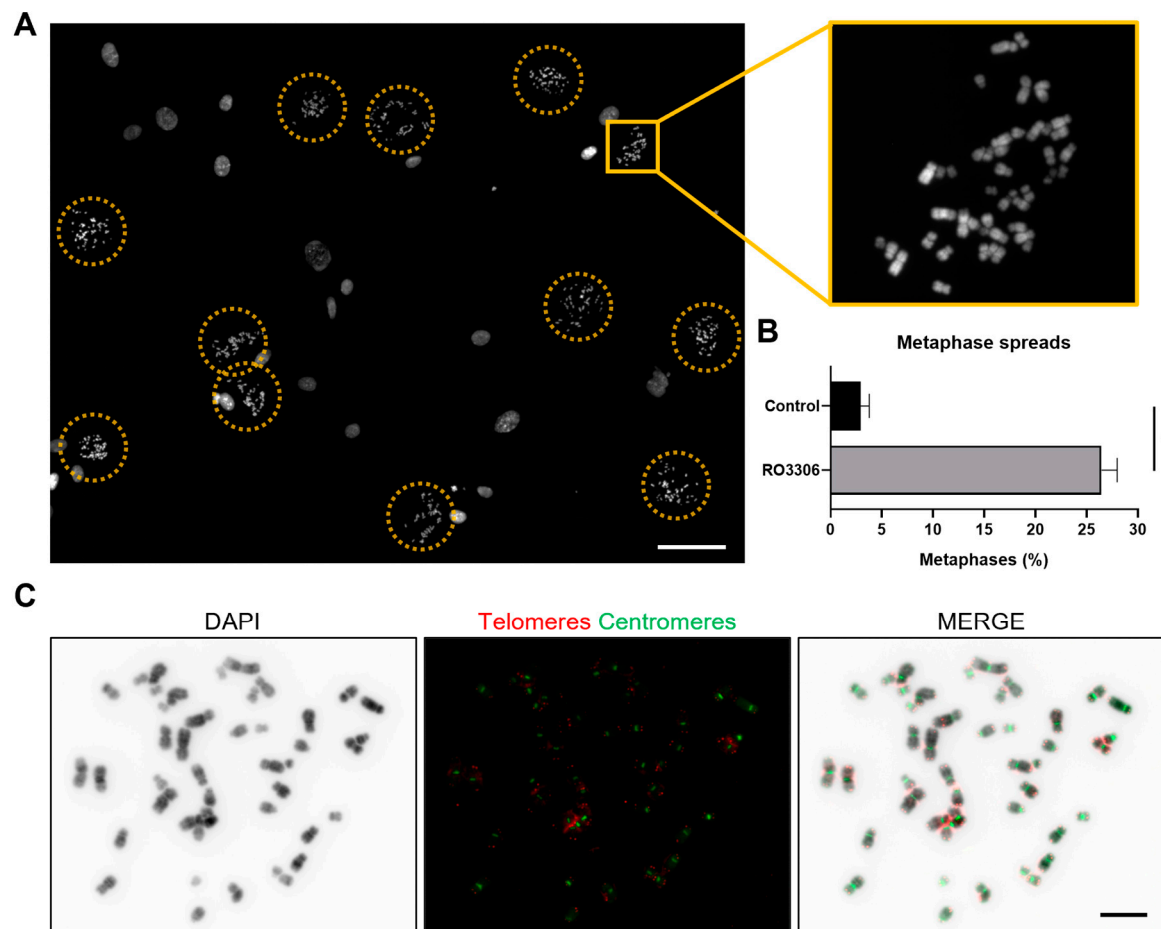 A
B
Metaphase spreads
Control
RO3306
0 5 10 15 20 25 30
Metaphases (%)
C
DAPI
Telomeres Centromeres
MERGE